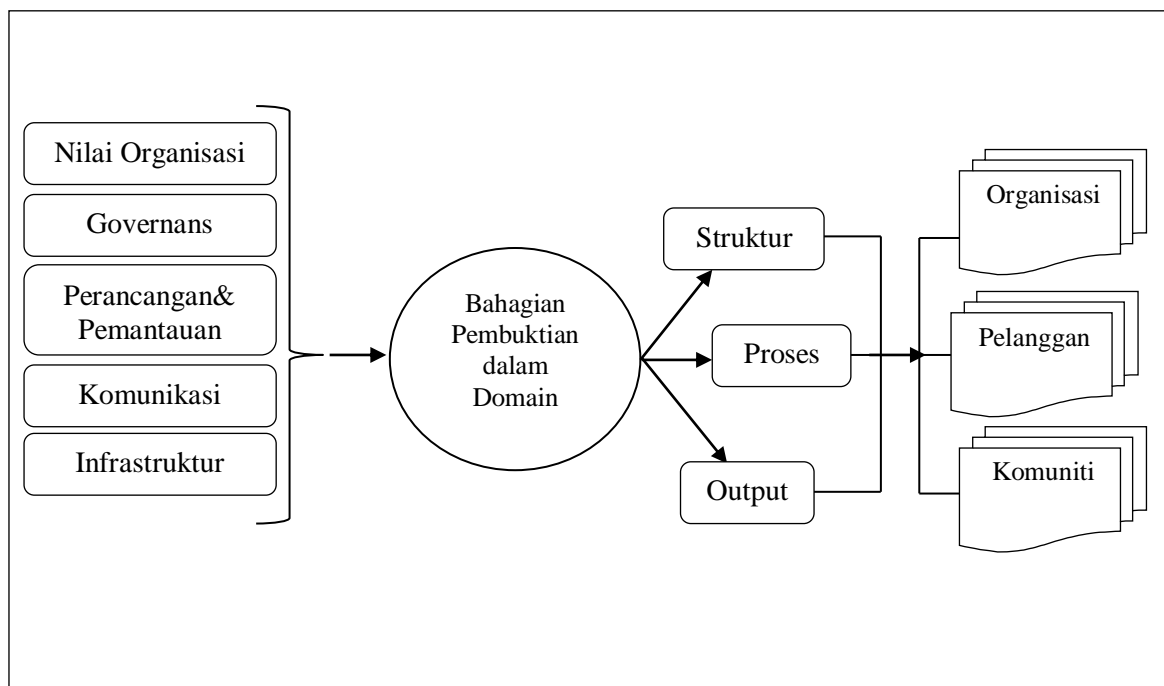 Nilai Organisasi
Governans
Perancangan&
Pemantauan
Komunikasi
Infrastruktur
Bahagian
Pembuktian
dalam
Domain
Struktur
Proses
Output
Organisasi
Pelanggan
Komuniti